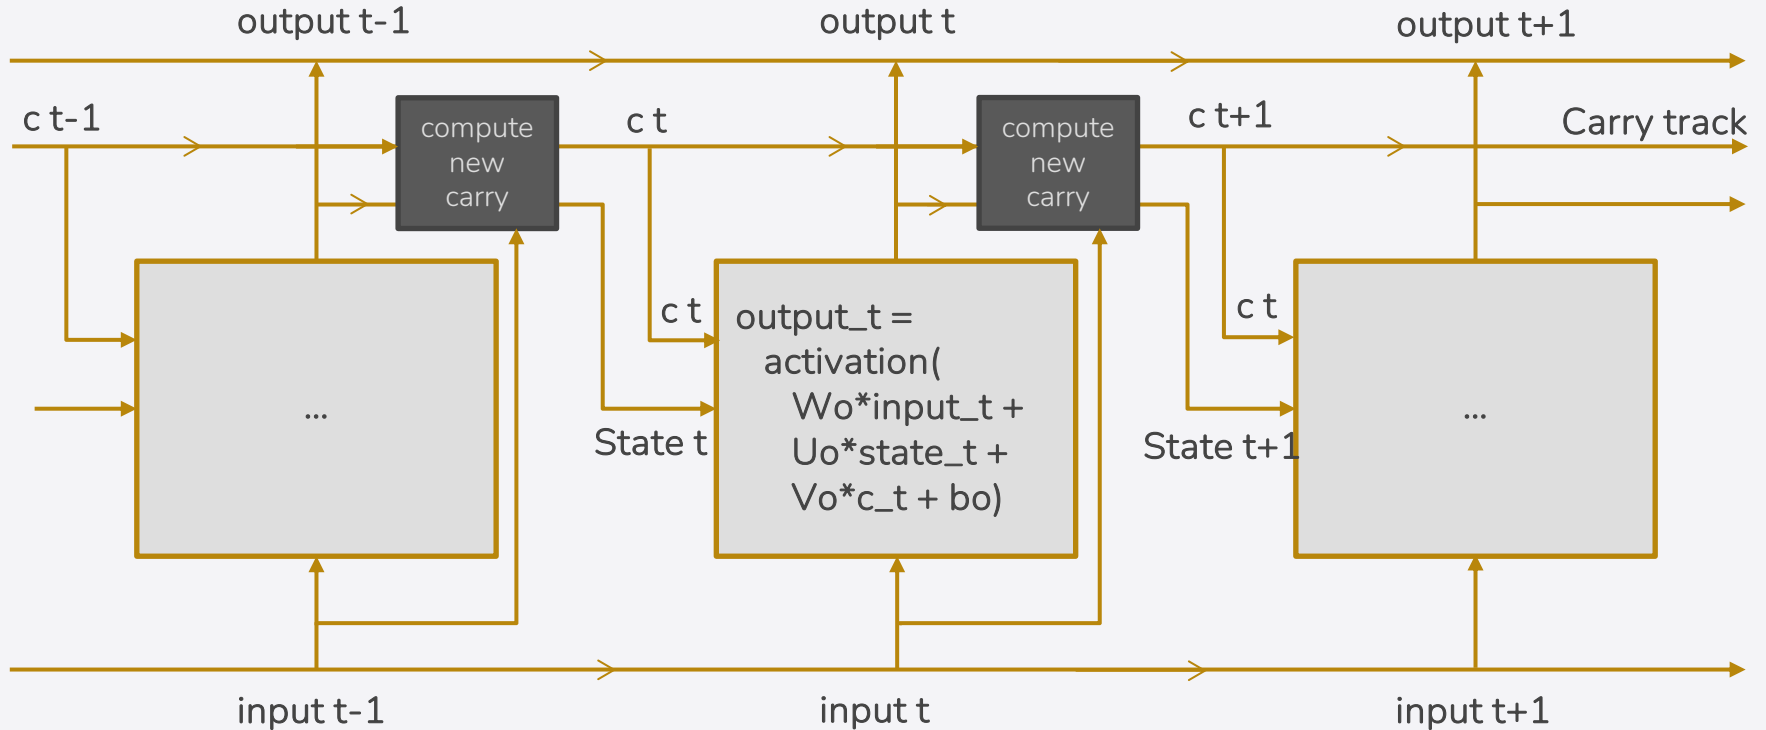 output t-1
output t
output t+1
c t-1
compute
new
carry
c t
compute
new
carry
c t+1
Carry track
...
c t
output_t =
activation(
Wo*input_t +
Uo*state_t +
Vo*c_t + bo)
State t
c t
...
State t+1
input t-1
input t
input t+1